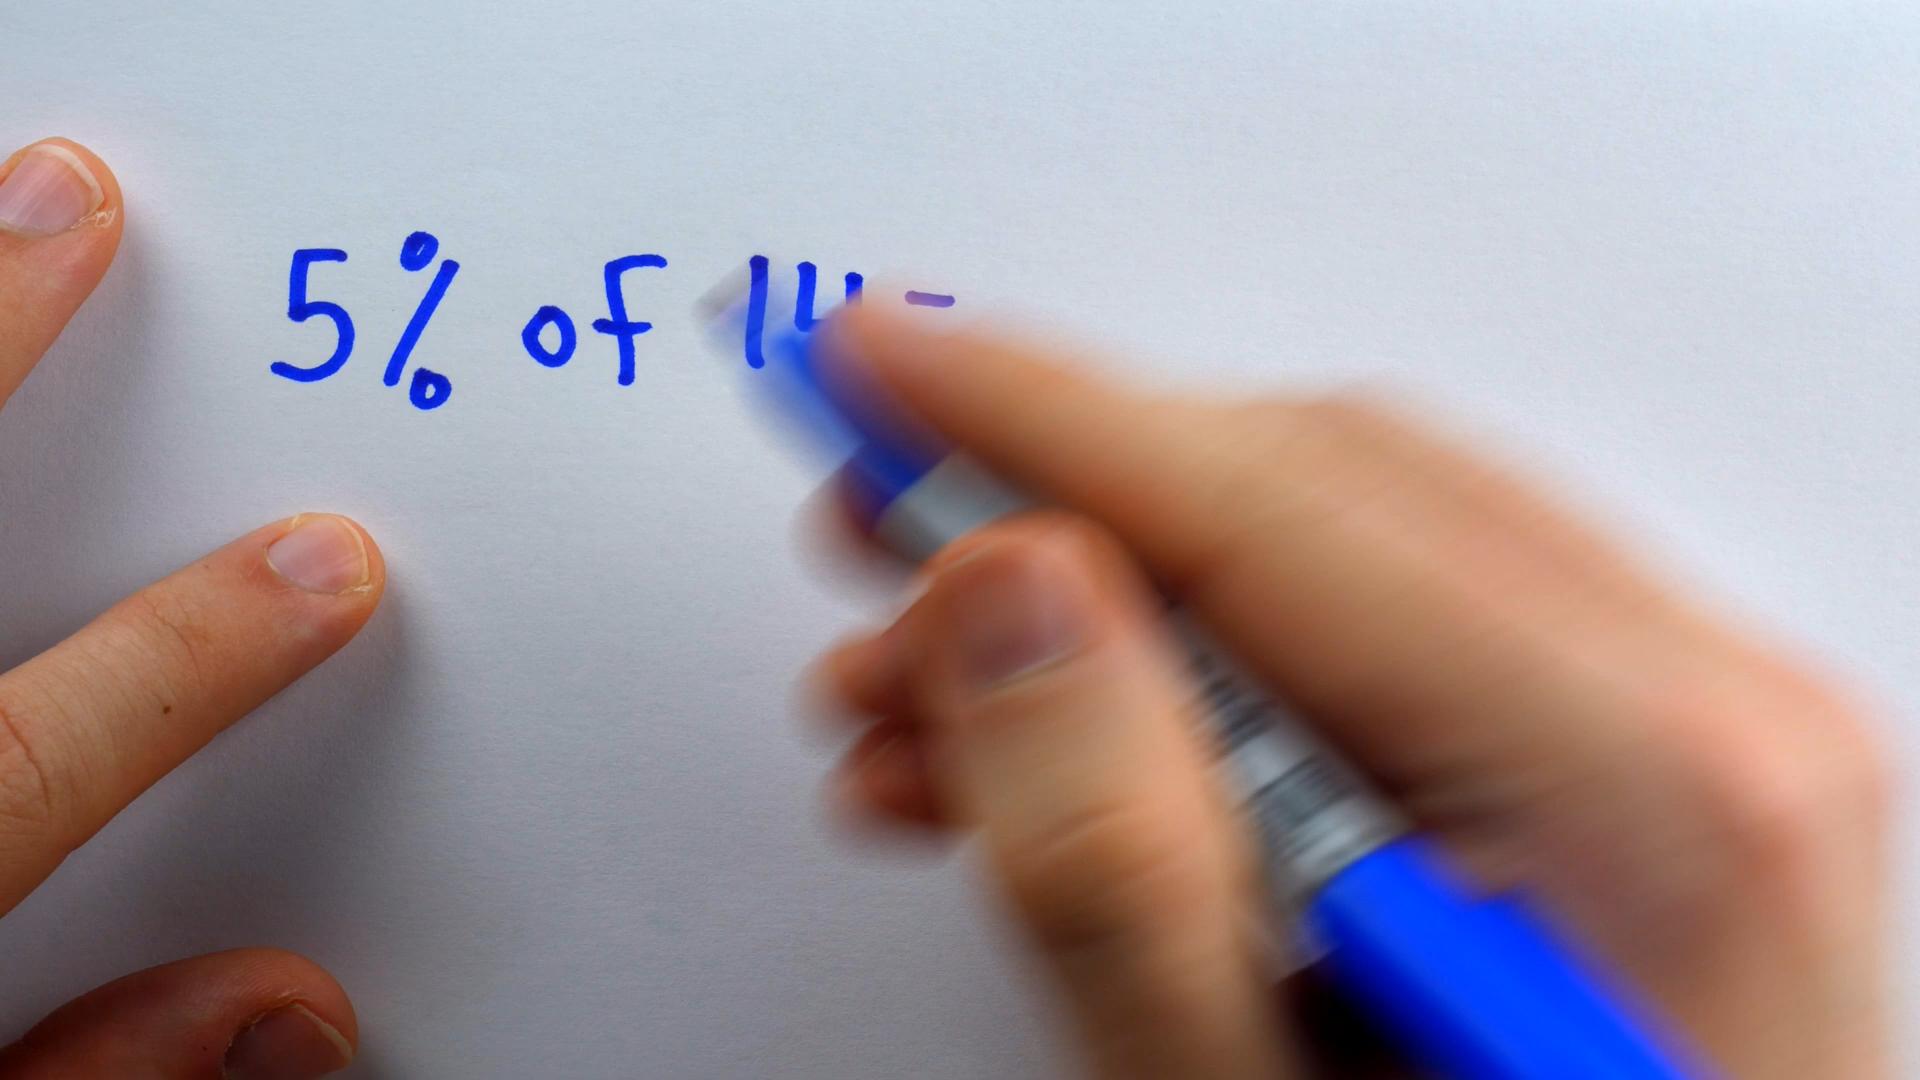 5% of 14 =